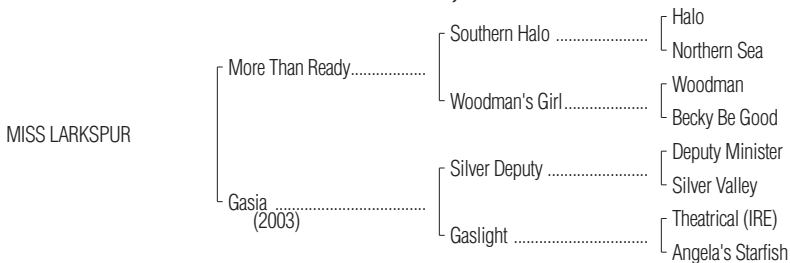 Halo
Southern Halo ......................
Northern Sea
More Than Ready..................
Woodman
Woodman's Girl....................
Becky Be Good
MISS LARKSPUR
Deputy Minister
Silver Deputy ........................
Silver Valley
Gasia ....................................
(2003)
Theatrical (IRE)
Gaslight ................................
Angela's Starfish